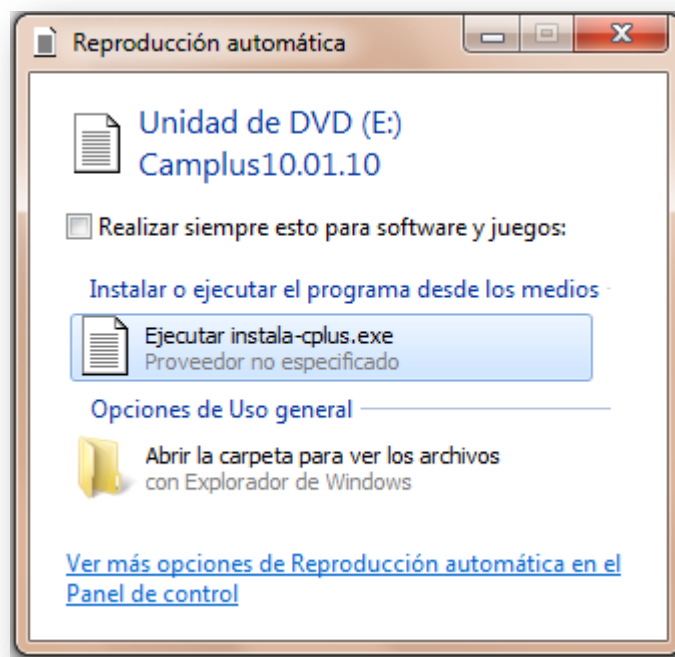 Reproducción automática
Unidad de DVD (E:)
Camplus10.01.10
Realizar siempre esto para software y juegos:
Instalar o ejecutar el programa desde los medios
Ejecutar instala-cplus.exe
Proveedor no especificado
Opciones de Uso general
Abrir la carpeta para ver los archivos
con Explorador de Windows
Ver más opciones de Reproducción automática en el
Panel de control